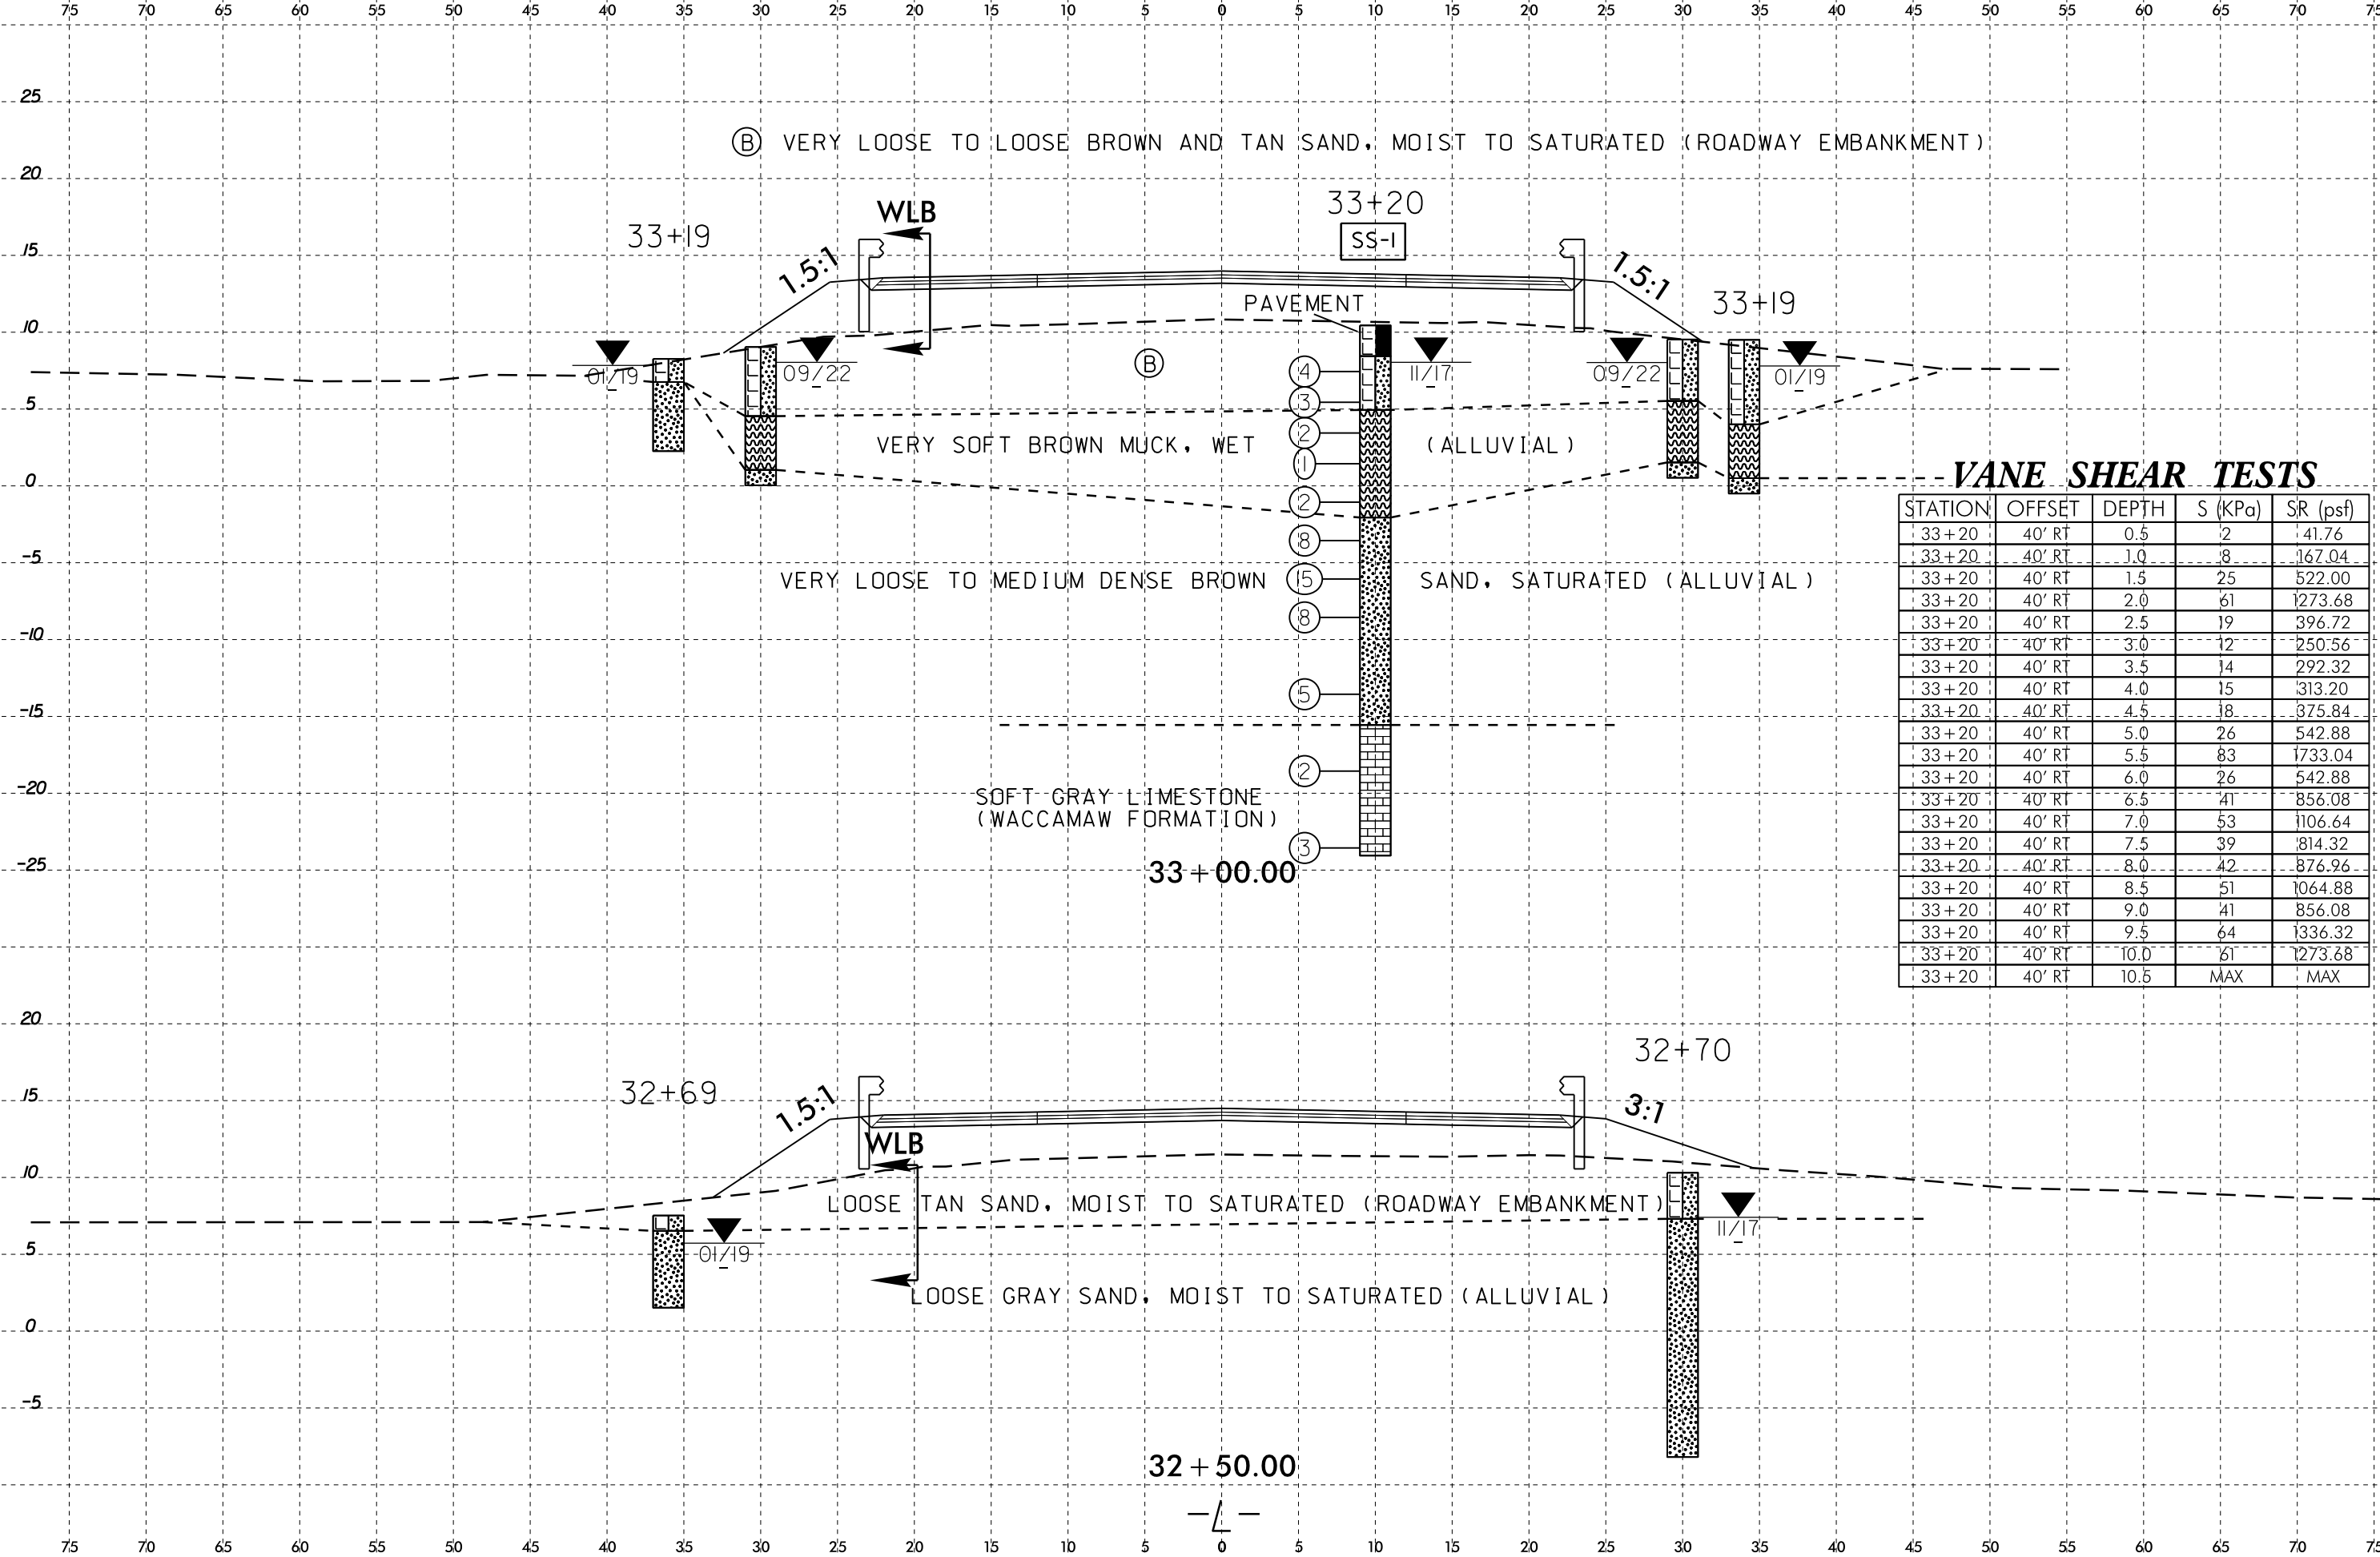 75 70 65 60 55 50 45 40 35 30 25 20 15 10 5 0 5 10 15 20 25 30 35 40 45 50 55 60 65 70 75
25
Ⓑ VERY LOOSE TO LOOSE BROWN AND TAN SAND, MOIST TO SATURATED (ROADWAY EMBANKMENT)
20
33+20
WLB
33+19
SS-1
15
1.5:1
1.5:1
33+19
PAVEMENT
10
Ⓑ
01/19
09/22
4
11/17
09/22
01/19
5
3
2
VERY SOFT BROWN MUCK, WET (ALLUVIAL)
1
0
VANE SHEAR TESTS
2
STATION OFFSET DEPTH S (KPa) SR (psf)
33+20 40' RT 0.5 2 41.76
33+20 40' RT 1.0 8 167.04
33+20 40' RT 1.5 25 522.00
33+20 40' RT 2.0 61 1273.68
33+20 40' RT 2.5 19 396.72
33+20 40' RT 3.0 12 250.56
33+20 40' RT 3.5 14 292.32
33+20 40' RT 4.0 15 313.20
33+20 40' RT 4.5 18 375.84
33+20 40' RT 5.0 26 542.88
33+20 40' RT 5.5 83 1733.04
33+20 40' RT 6.0 26 542.88
33+20 40' RT 6.5 41 856.08
33+20 40' RT 7.0 53 1106.64
33+20 40' RT 7.5 39 814.32
33+20 40' RT 8.0 42 876.96
33+20 40' RT 8.5 51 1064.88
33+20 40' RT 9.0 41 856.08
33+20 40' RT 9.5 64 1336.32
33+20 40' RT 10.0 61 1273.68
33+20 40' RT 10.5 MAX MAX
8
-5
VERY LOOSE TO MEDIUM DENSE BROWN SAND, SATURATED (ALLUVIAL)
15
8
-10
5
-15
2
-20
SOFT GRAY LIMESTONE
(WACCAMAW FORMATION)
3
-25
33+00.00
20
32+70
32+69
15
1.5:1
3:1
WLB
10
LOOSE TAN SAND, MOIST TO SATURATED (ROADWAY EMBANKMENT)
11/17
5
01/19
LOOSE GRAY SAND, MOIST TO SATURATED (ALLUVIAL)
0
-5
32+50.00
-L-
75 70 65 60 55 50 45 40 35 30 25 20 15 10 5 0 5 10 15 20 25 30 35 40 45 50 55 60 65 70 75